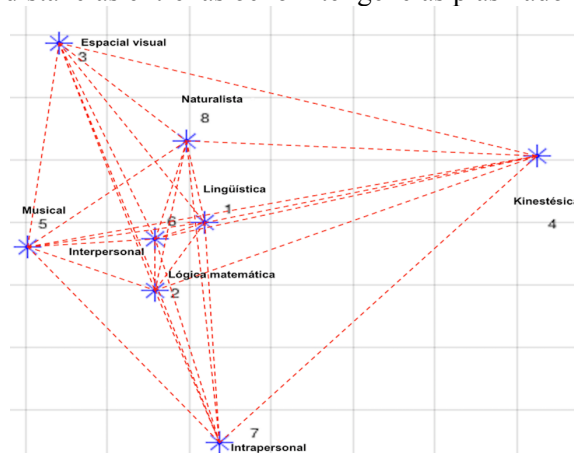 Espacial visual
3
Naturalista
8
Lingüística
1
Musical
5
Kinestésica
4
6
Interpersonal
Lógica matemática
2
7
Intrapersonal